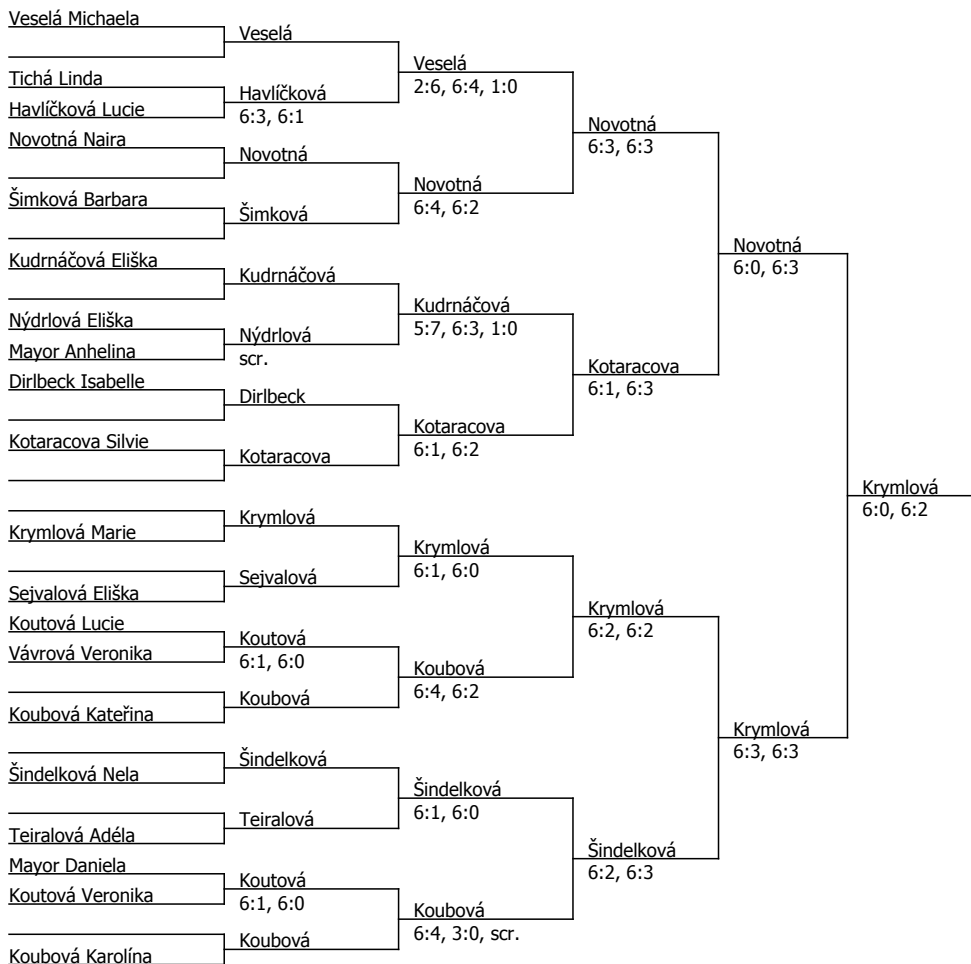 Veselá Michaela
Veselá
Veselá
2:6, 6:4, 1:0
Tichá Linda
Havlíčková
6:3, 6:1
Havlíčková Lucie
Novotná
6:3, 6:3
Novotná Naira
Novotná
Novotná
6:4, 6:2
Šimková Barbara
Šimková
Novotná
6:0, 6:3
Kudrnáčová Eliška
Kudrnáčová
Kudrnáčová
5:7, 6:3, 1:0
Nýdrlová Eliška
Nýdrlová
scr.
Mayor Anhelina
Kotaracova
6:1, 6:3
Dirlbeck Isabelle
Dirlbeck
Kotaracova
6:1, 6:2
Kotaracova Silvie
Kotaracova
Krymlová
6:0, 6:2
Krymlová
Krymlová Marie
Krymlová
6:1, 6:0
Sejvalová
Sejvalová Eliška
Krymlová
6:2, 6:2
Koutová Lucie
Koutová
6:1, 6:0
Vávrová Veronika
Koubová
6:4, 6:2
Koubová
Koubová Kateřina
Krymlová
6:3, 6:3
Šindelková
Šindelková Nela
Šindelková
6:1, 6:0
Teiralová
Teiralová Adéla
Šindelková
6:2, 6:3
Mayor Daniela
Koutová
6:1, 6:0
Koutová Veronika
Koubová
6:4, 3:0, scr.
Koubová
Koubová Karolína